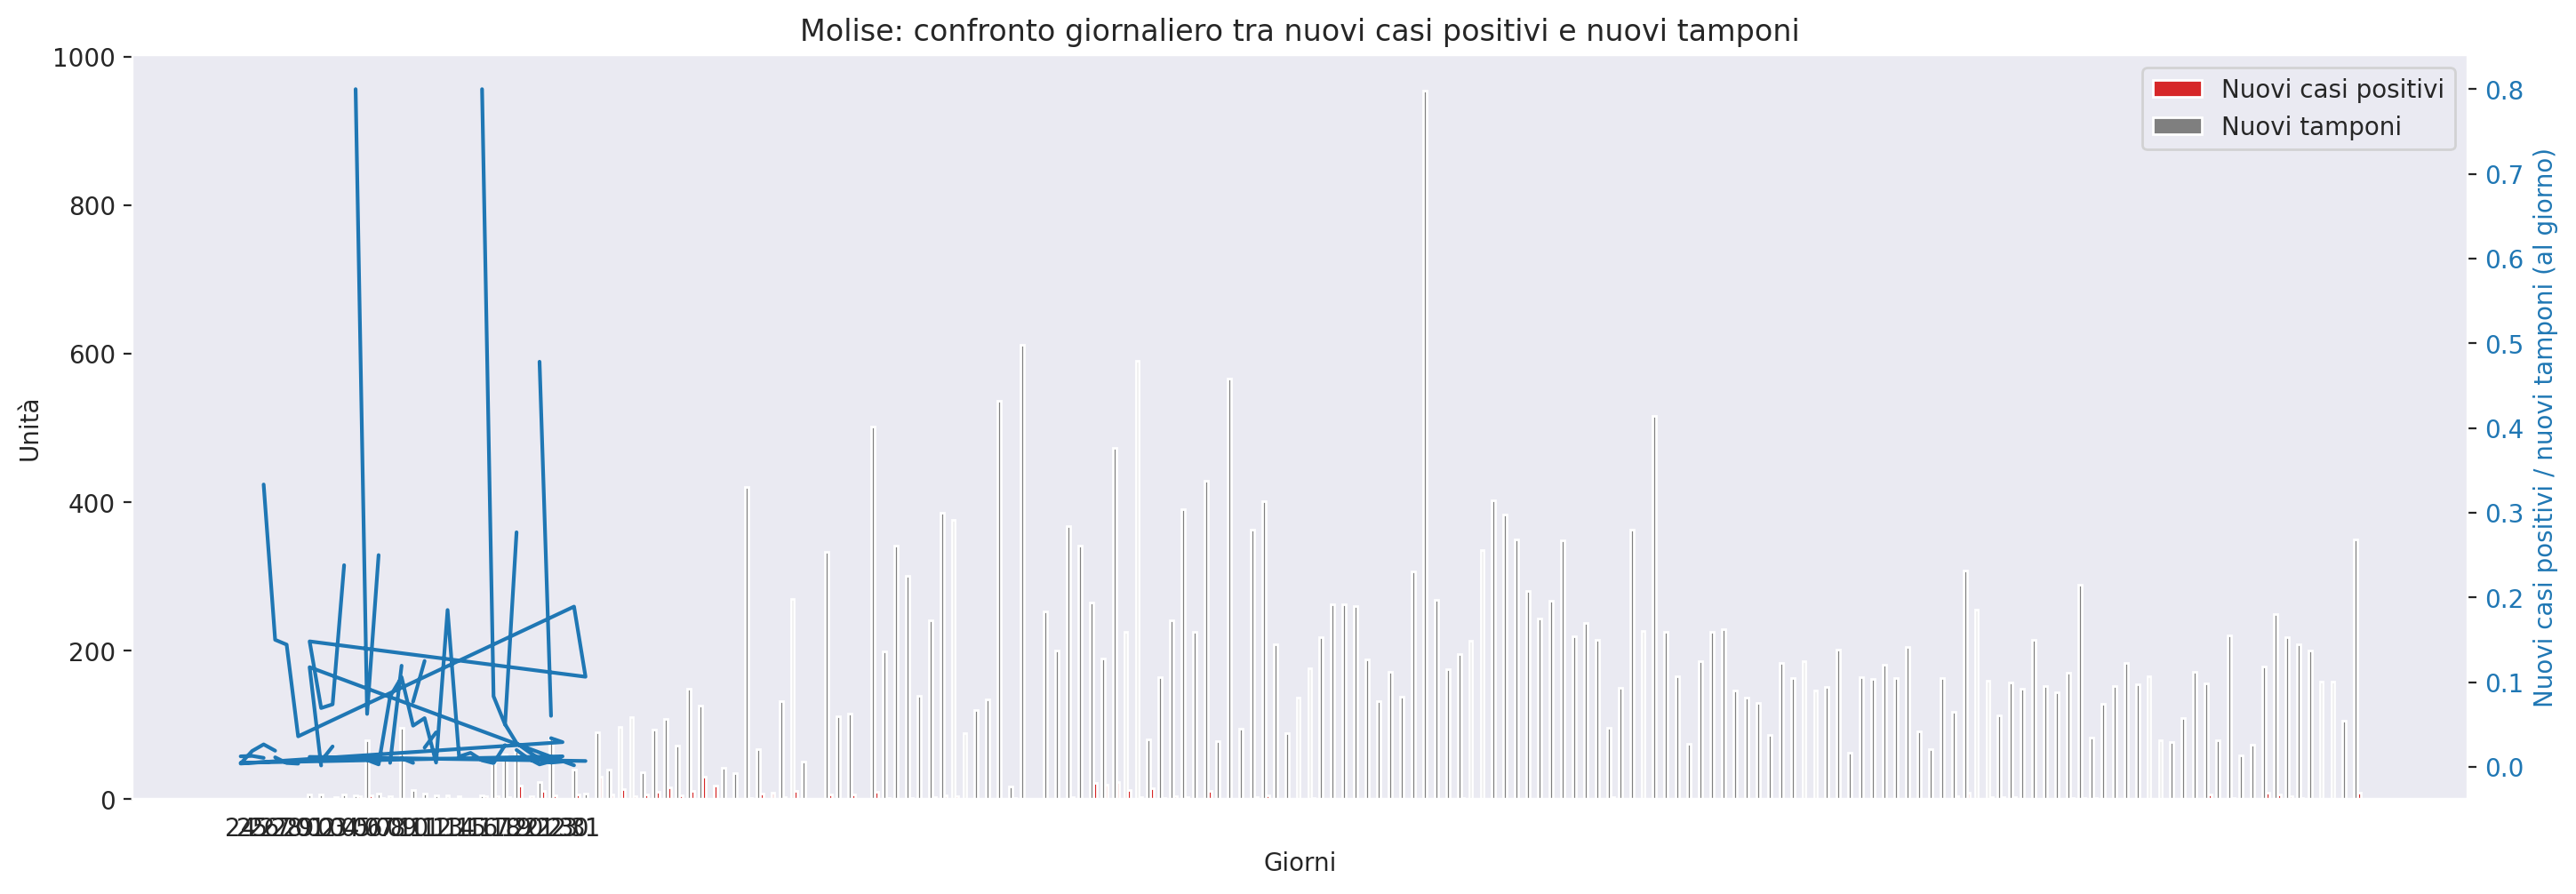 Molise: confronto giornaliero tra nuovi casi positivi e nuovi tamponi
1000
800
600
400
200
0
Unità
Nuovi casi positivi
Nuovi tamponi
0.8
0.7
0.6
0.5
0.4
0.3
0.2
0.1
0.0
Nuovi casi positivi / nuovi tamponi (al giorno)
Giorni